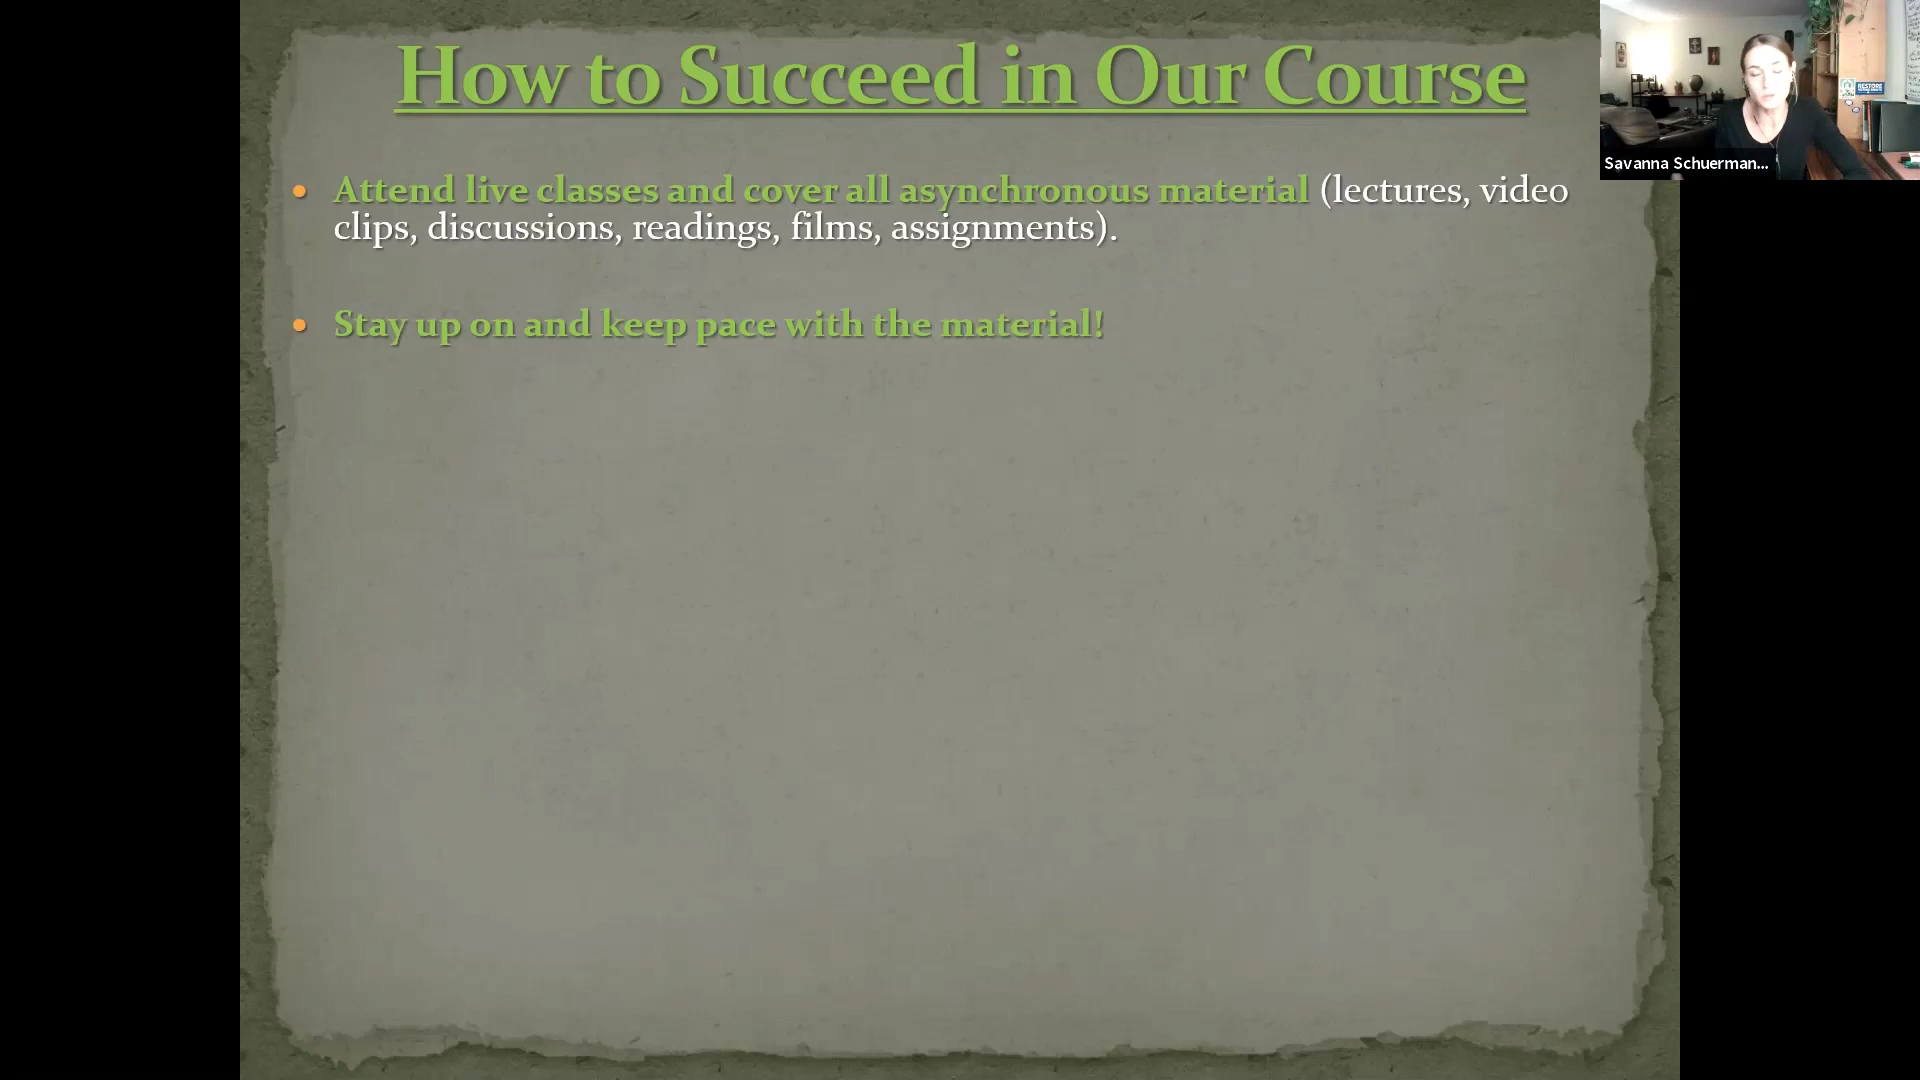 How to Succeed in Our Course
• Attend live classes and cover all asynchronous material (lectures, video
clips, discussions, readings, films, assignments).
• Stay up on and keep pace with the material!
Savanna Schuerman...
RESTORE